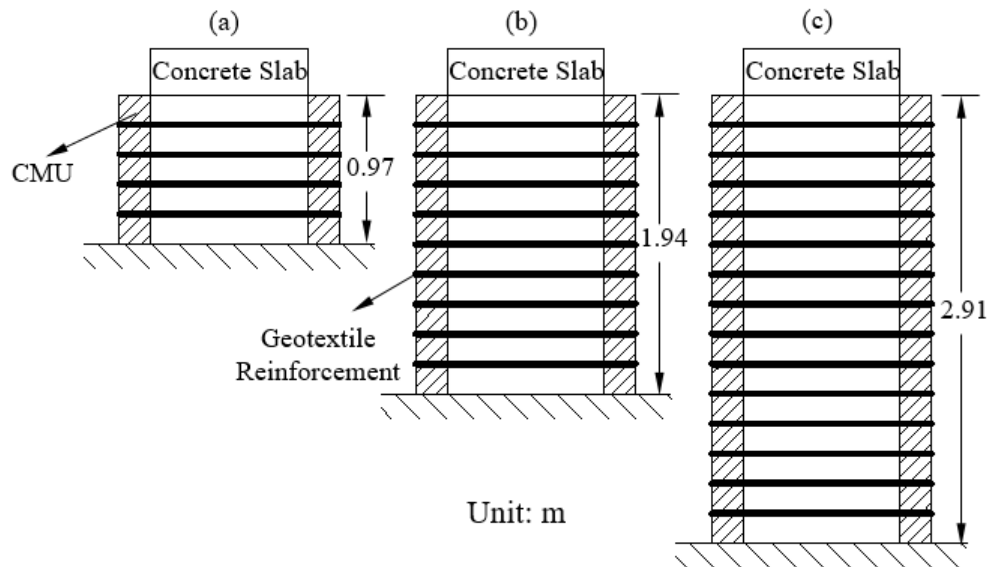 (a)
(b)
(c)
Concrete Slab
Concrete Slab
Concrete Slab
CMU
0.97
1.94
2.91
Geotextile
Reinforcement
Unit: m